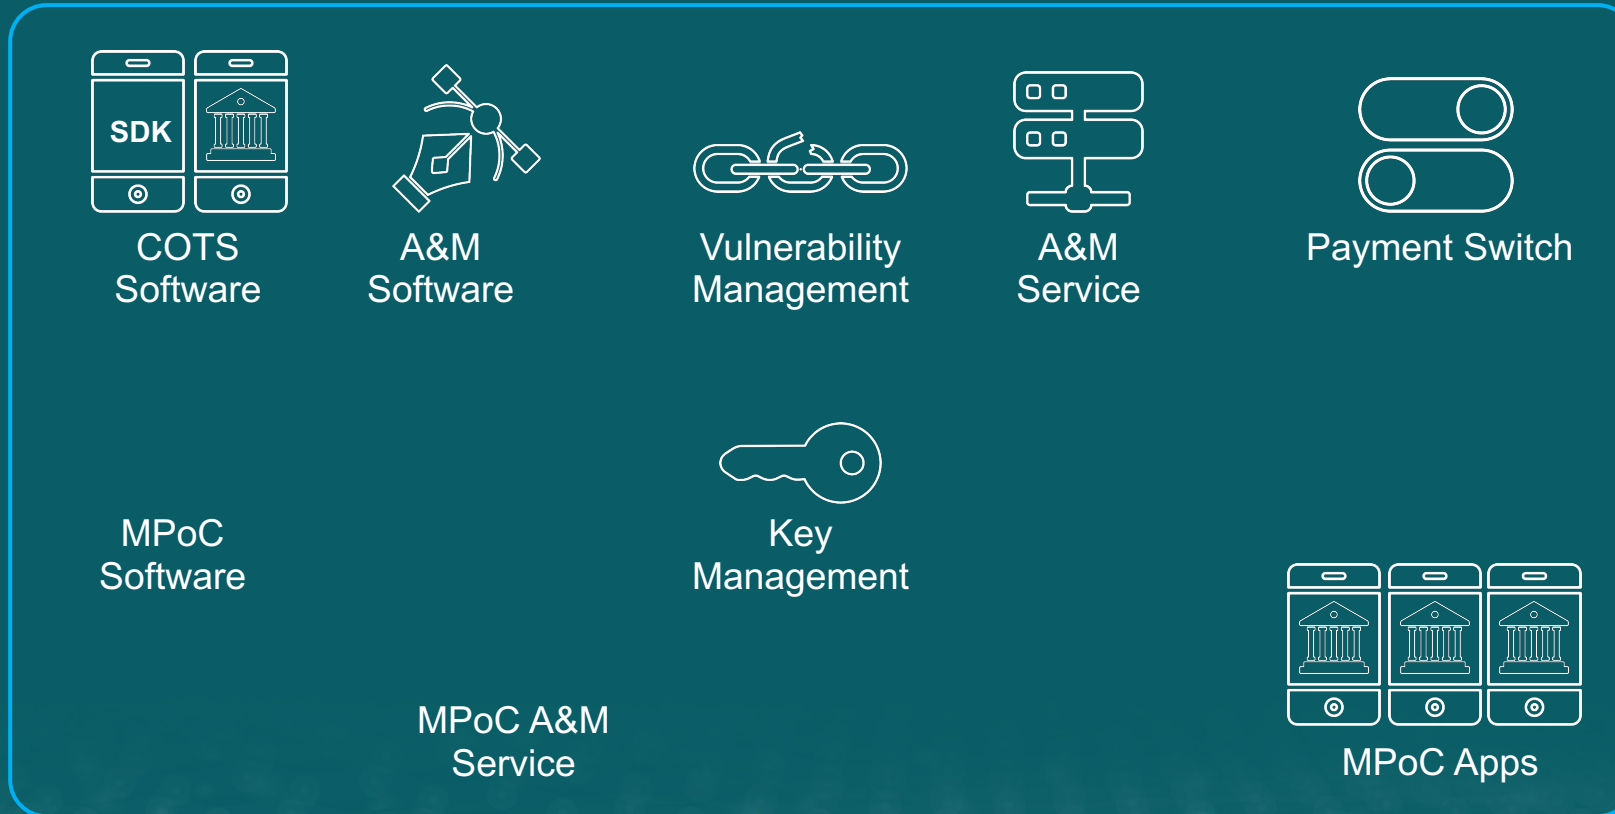 SDK
COTS
Software
A&M
Software
Vulnerability
Management
A&M
Service
Payment Switch
MPoC
Software
Key
Management
MPoC A&M
Service
MPoC Apps